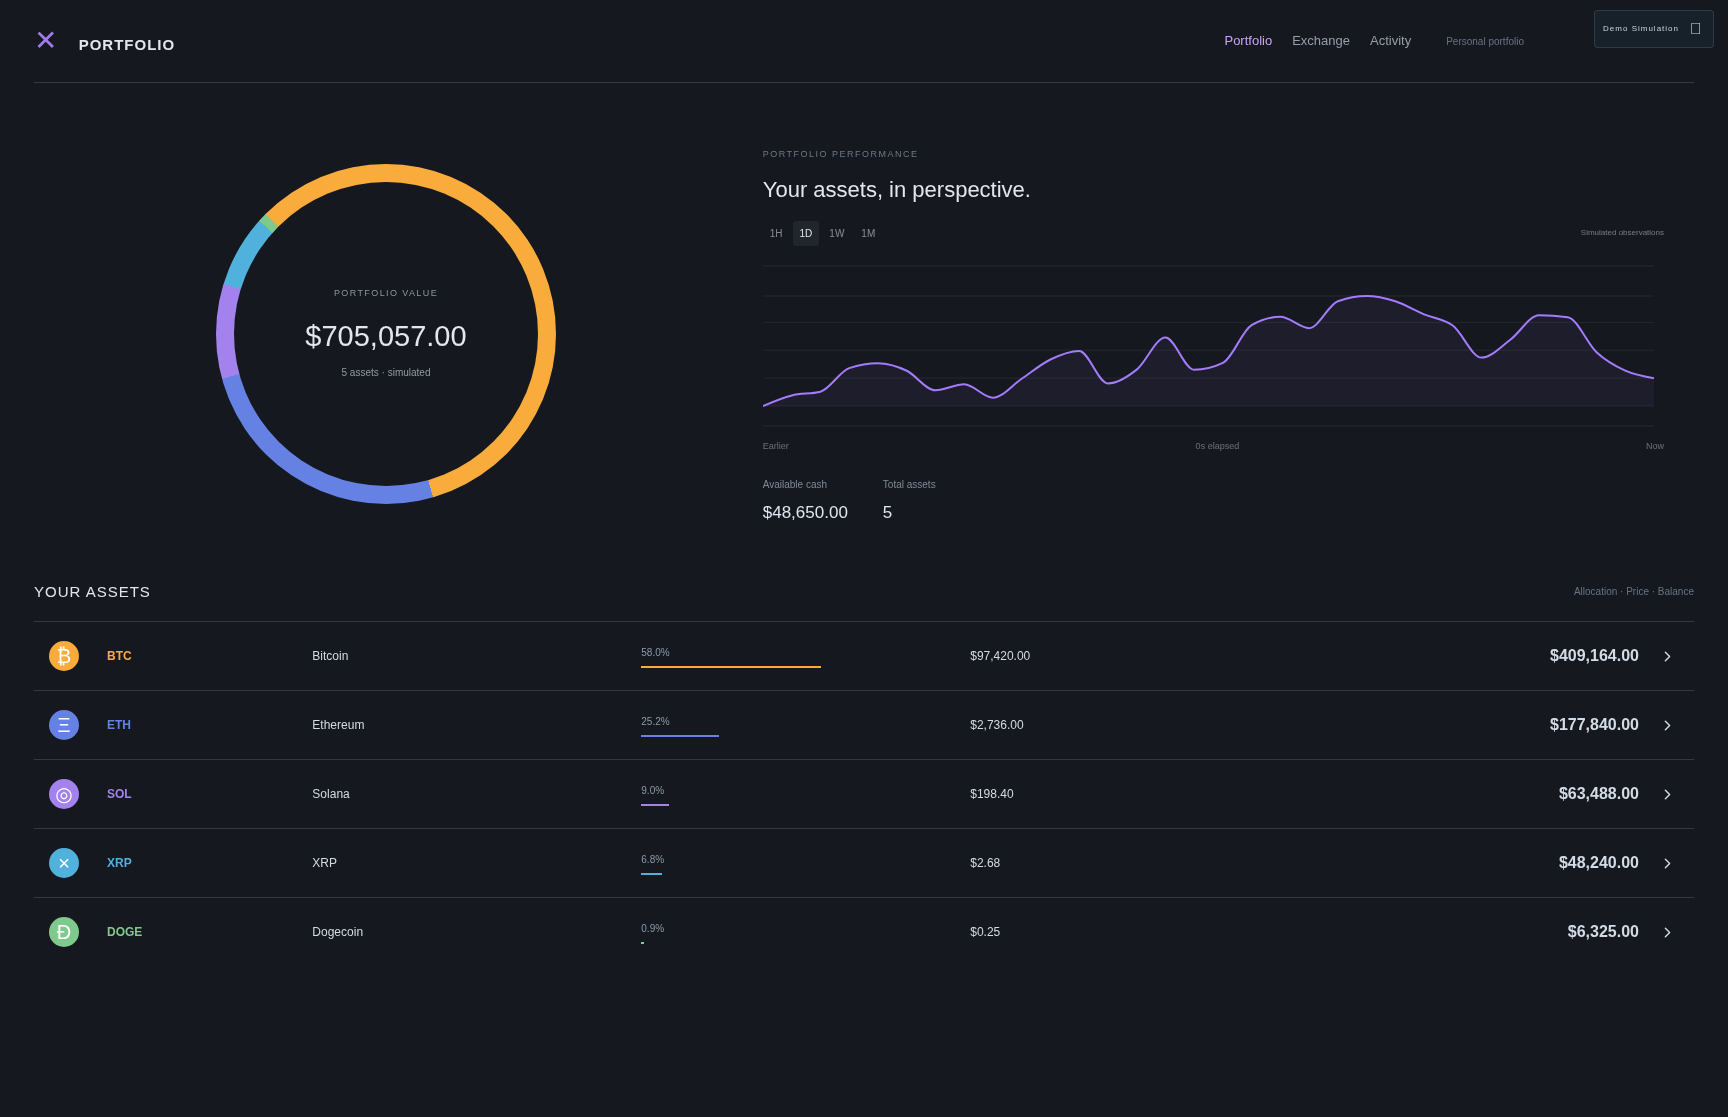 PORTFOLIO
Portfolio Exchange Activity Personal portfolio
Demo Simulation
PORTFOLIO VALUE
$705,057.00
5 assets · simulated
PORTFOLIO PERFORMANCE
Your assets, in perspective.
1H 1D 1W 1M
Simulated observations
Earlier 0s elapsed Now
Available cash Total assets
$48,650.00 5
YOUR ASSETS
Allocation · Price · Balance
BTC Bitcoin 58.0% $97,420.00 $409,164.00
ETH Ethereum 25.2% $2,736.00 $177,840.00
SOL Solana 9.0% $198.40 $63,488.00
XRP XRP 6.8% $2.68 $48,240.00
DOGE Dogecoin 0.9% $0.25 $6,325.00